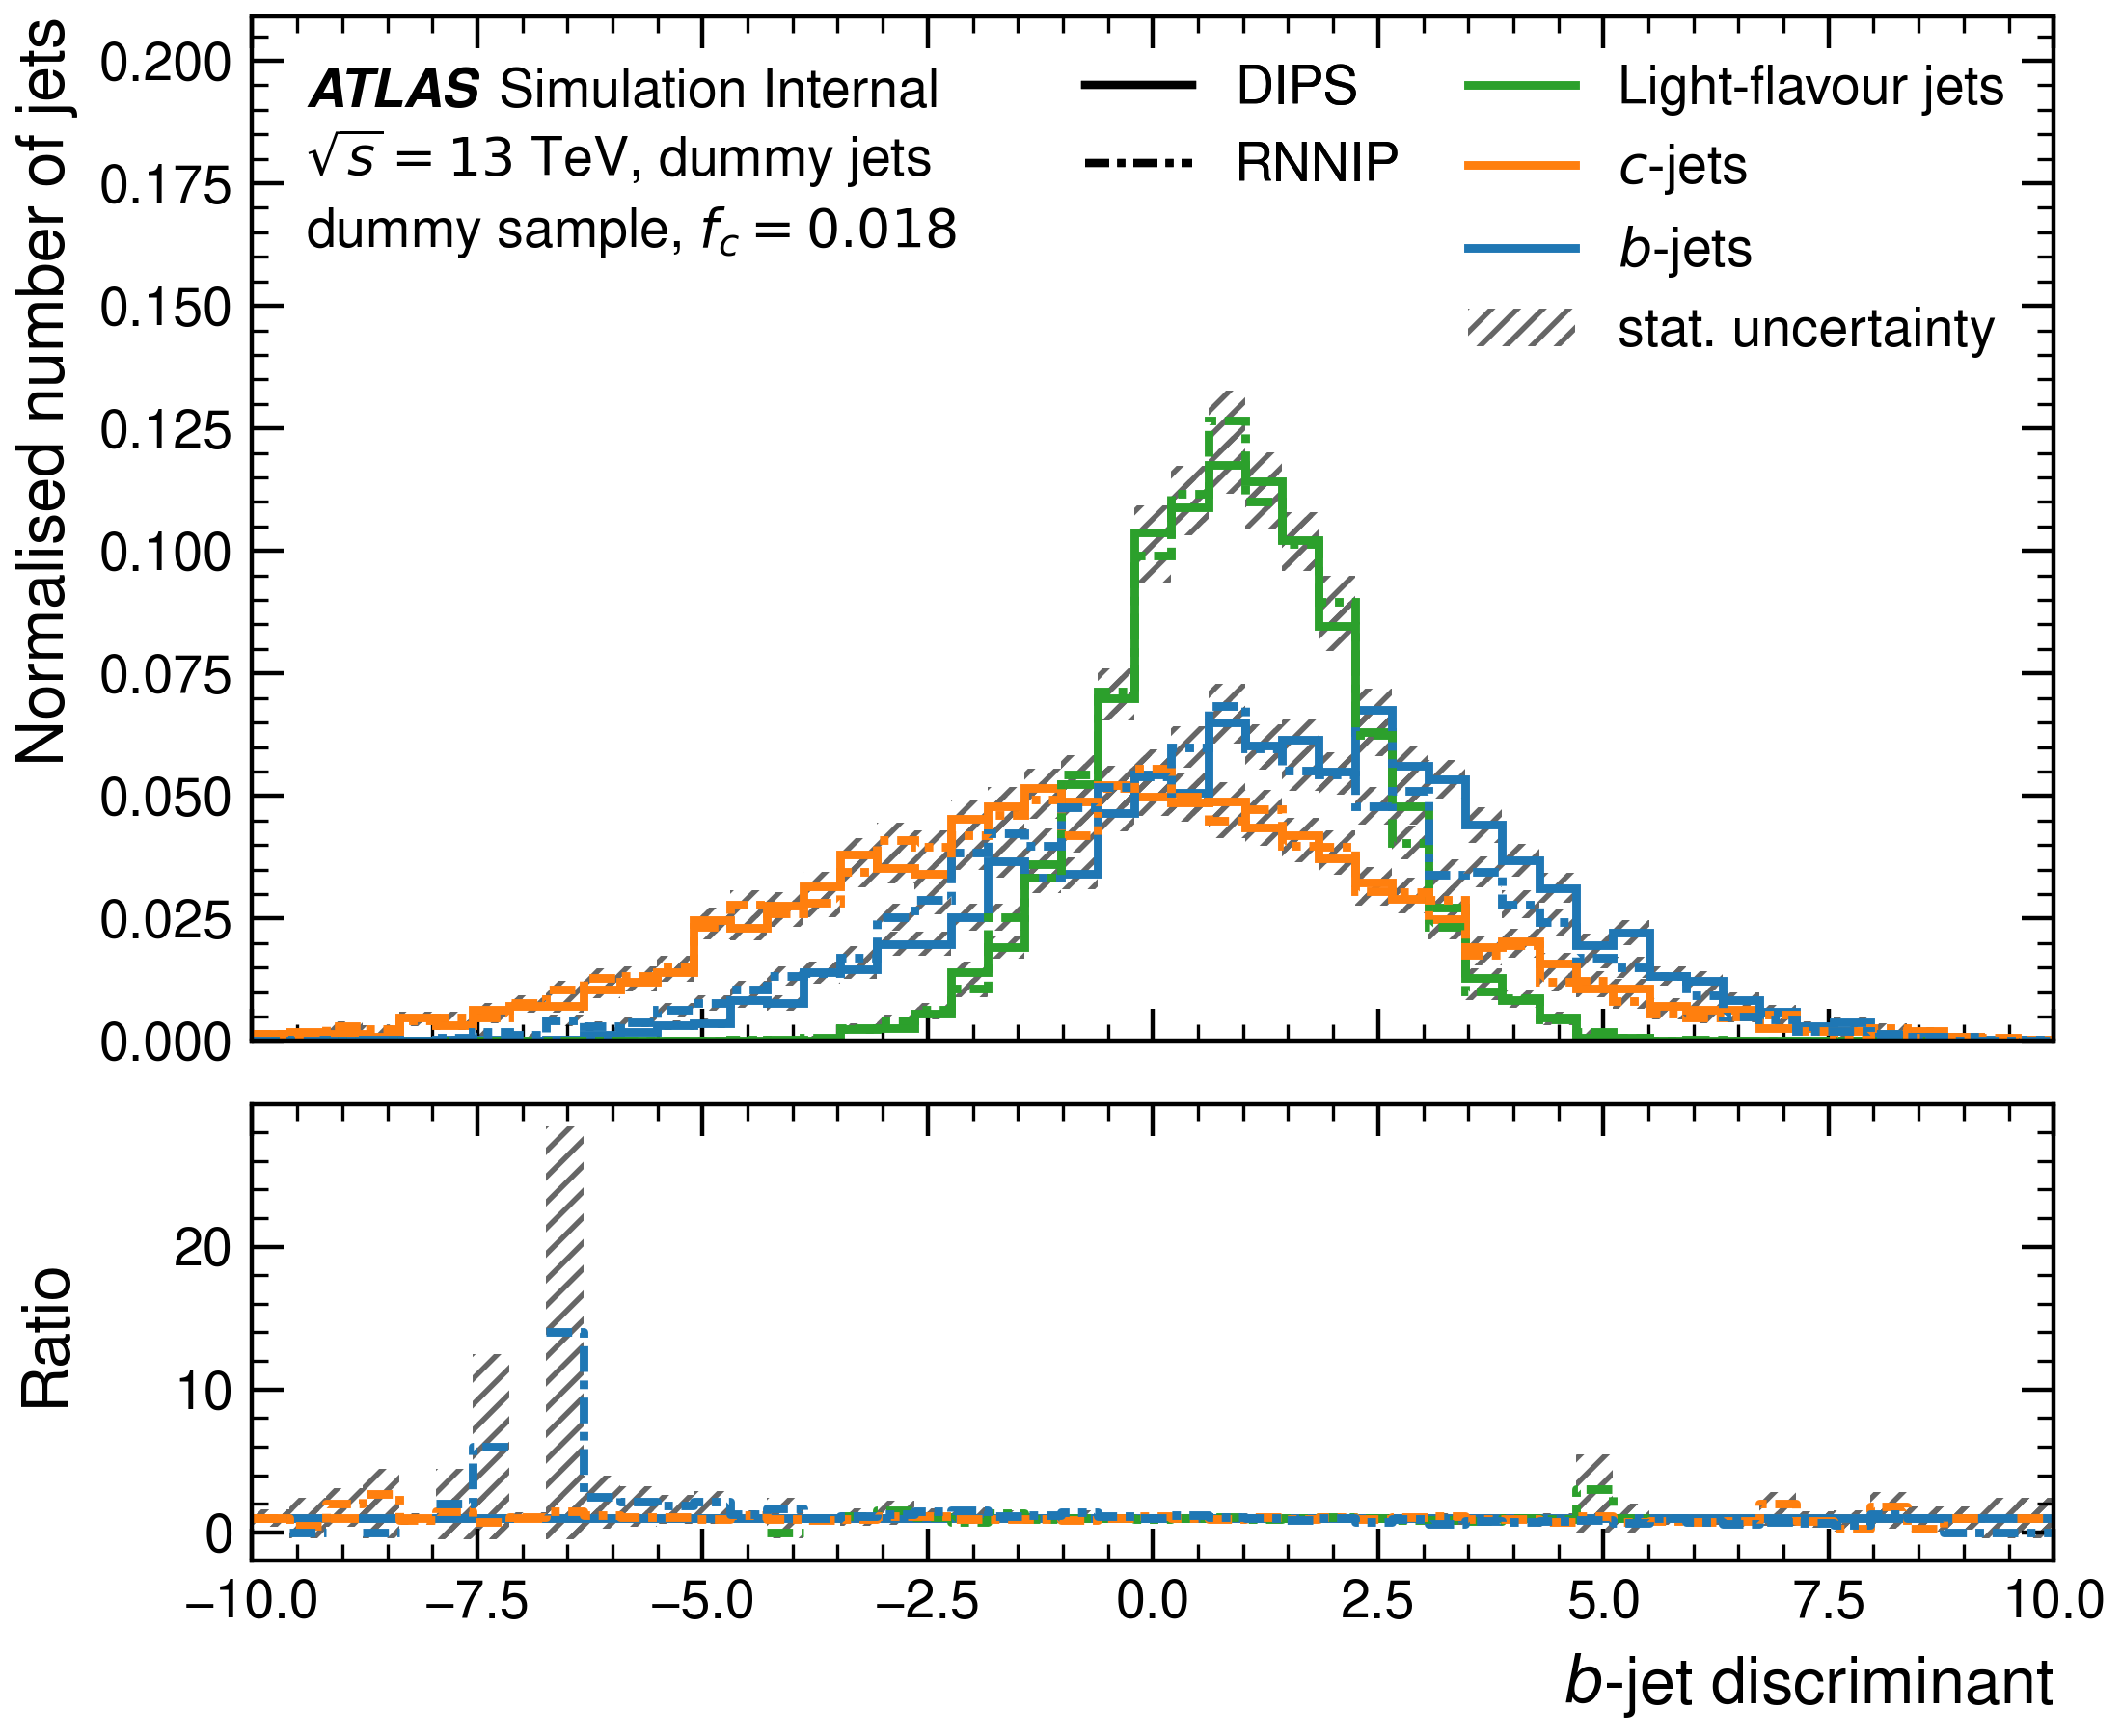 Normalised number of jets
0.200
0.175
0.150
0.125
0.100
0.075
0.050
0.025
0.000
ATLAS Simulation Internal
√s = 13 TeV, dummy jets
dummy sample, f_c = 0.018
DIPS
RNNIP
Light-flavour jets
c-jets
b-jets
stat. uncertainty
Ratio
20
10
0
−10.0 −7.5 −5.0 −2.5 0.0 2.5 5.0 7.5 10.0
b-jet discriminant